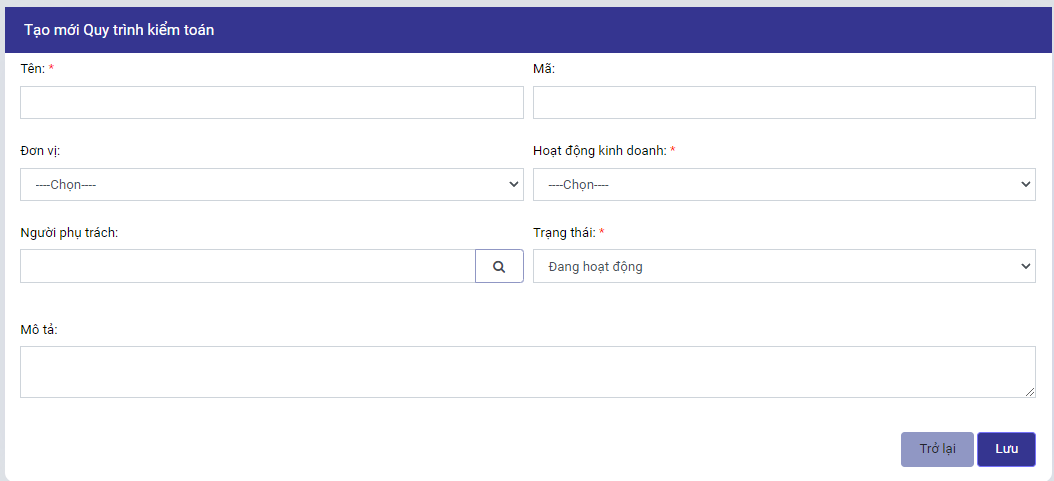 Tạo mới Quy trình kiểm toán
Tên: *
Mã:
Đơn vị:
Hoạt động kinh doanh: *
----Chọn----
----Chọn----
Người phụ trách:
Trạng thái: *
Đang hoạt động
Mô tả:
Trở lại
Lưu